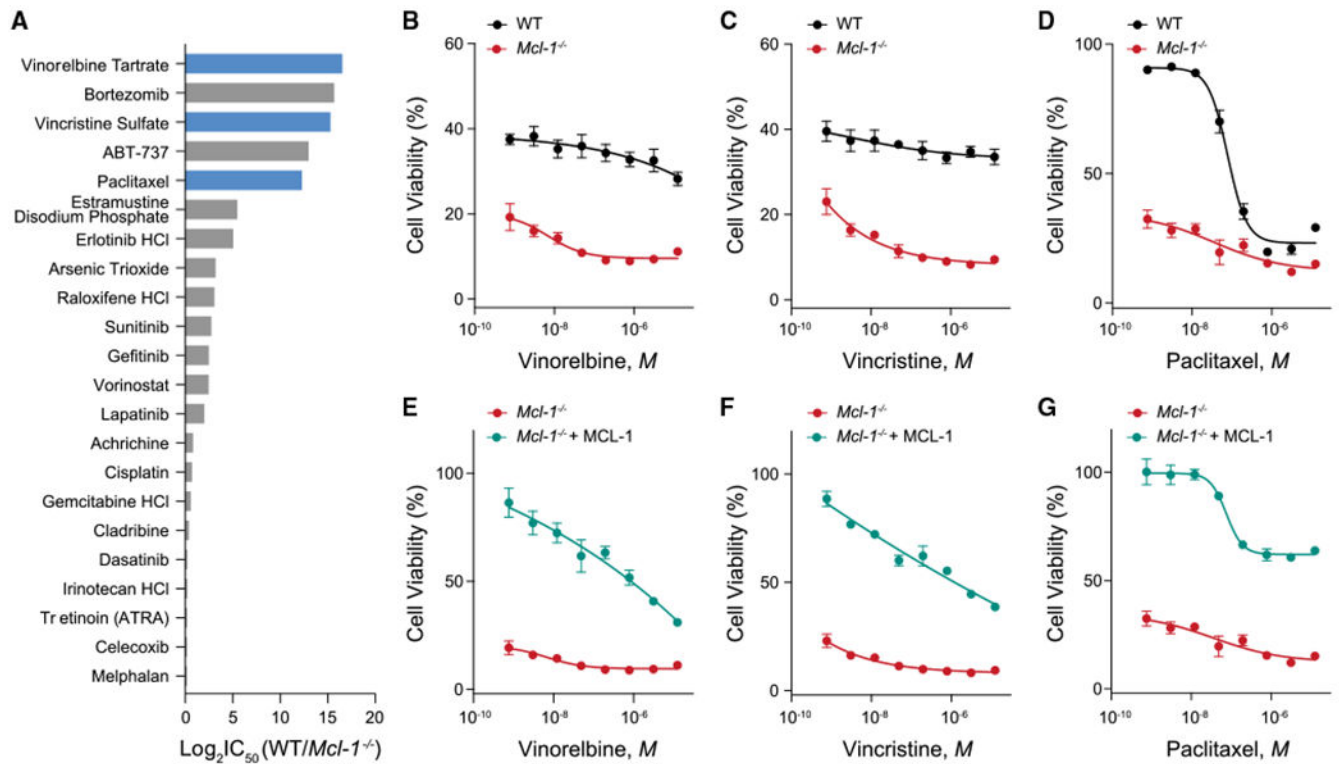 A
Vinorelbine Tartrate
Bortezomib
Vincristine Sulfate
ABT-737
Paclitaxel
Estramustine
Disodium Phosphate
Erlotinib HCl
Arsenic Trioxide
Raloxifene HCl
Sunitinib
Gefitinib
Vorinostat
Lapatinib
Achrichine
Cisplatin
Gemcitabine HCl
Cladribine
Dasatinib
Irinotecan HCl
Tretinoin (ATRA)
Celecoxib
Melphalan
0 5 10 15 20
Log₂IC₅₀ (WT/Mcl-1⁻/⁻)
B
WT
Mcl-1⁻/⁻
Cell Viability (%)
60
40
20
0
10⁻¹⁰ 10⁻⁸ 10⁻⁶
Vinorelbine, M
C
WT
Mcl-1⁻/⁻
Cell Viability (%)
60
40
20
0
10⁻¹⁰ 10⁻⁸ 10⁻⁶
Vincristine, M
D
WT
Mcl-1⁻/⁻
Cell Viability (%)
100
50
0
10⁻¹⁰ 10⁻⁸ 10⁻⁶
Paclitaxel, M
E
Mcl-1⁻/⁻
Mcl-1⁻/⁻ + MCL-1
Cell Viability (%)
100
50
0
10⁻¹⁰ 10⁻⁸ 10⁻⁶
Vinorelbine, M
F
Mcl-1⁻/⁻
Mcl-1⁻/⁻ + MCL-1
Cell Viability (%)
100
50
0
10⁻¹⁰ 10⁻⁸ 10⁻⁶
Vincristine, M
G
Mcl-1⁻/⁻
Mcl-1⁻/⁻ + MCL-1
Cell Viability (%)
100
50
0
10⁻¹⁰ 10⁻⁸ 10⁻⁶
Paclitaxel, M